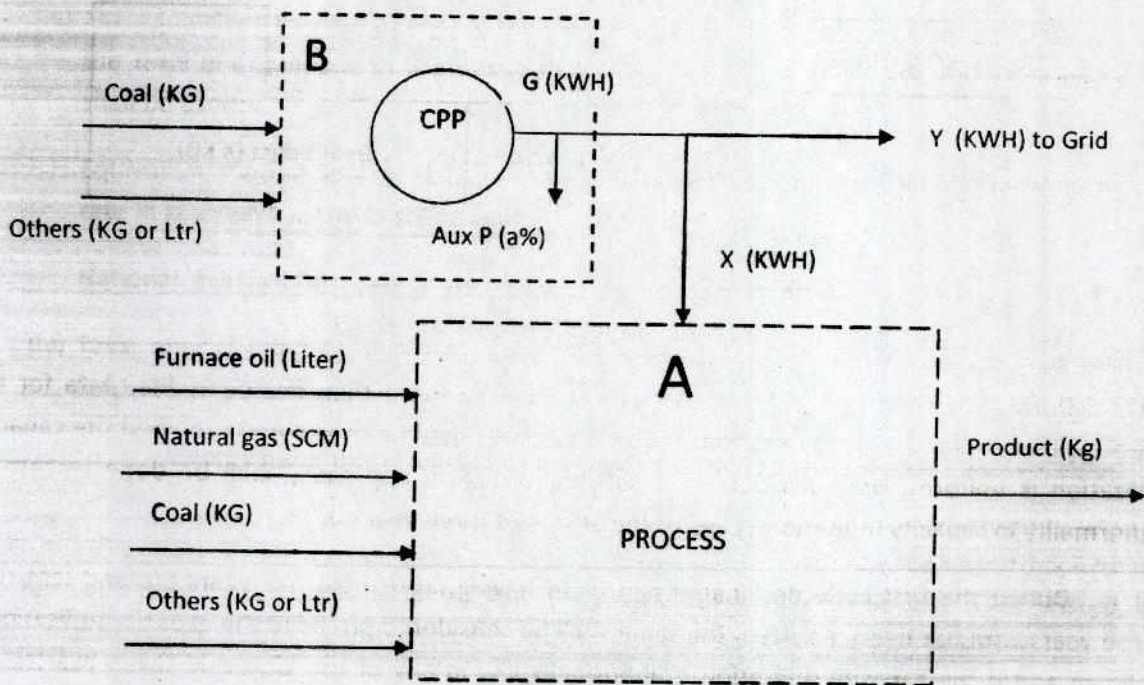 B
G (KWH)
Coal (KG)
CPP
Y (KWH) to Grid
Others (KG or Ltr)
Aux P (a%)
X (KWH)
Furnace oil (Liter)
A
Natural gas (SCM)
Product (Kg)
Coal (KG)
PROCESS
Others (KG or Ltr)